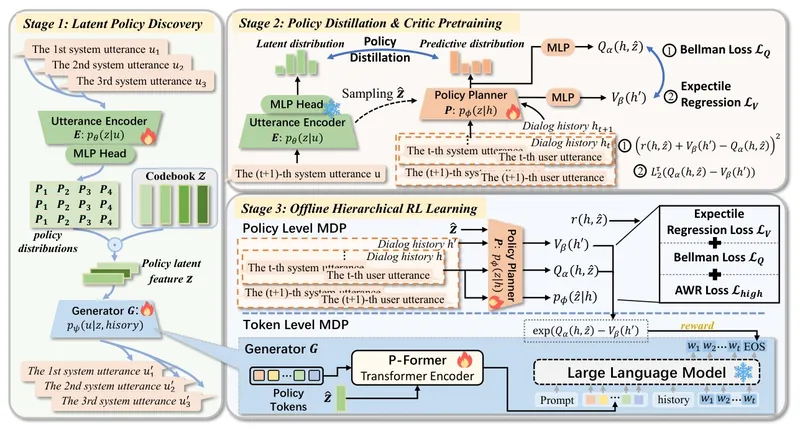 Stage 1: Latent Policy Discovery
The 1st system utterance u₁
The 2nd system utterance u₂
The 3rd system utterance u₃
Utterance Encoder
E: pθ(z|u)
MLP Head
P₁ P₂ P₃ P₄
P₁ P₂ P₃ P₄
P₁ P₂ P₃ P₄
Codebook Z
policy
distributions
Policy latent
feature z
Generator G:
pψ(u|z,hisory)
The 1st system utterance u₁′
The 2nd system utterance u₂′
The 3rd system utterance u₃′
Stage 2: Policy Distillation & Critic Pretraining
Latent distribution
Policy
Distillation
Predictive distribution
MLP Head
Utterance Encoder
E: pθ(z|u)
The (t+1)-th system utterance u
Sampling ẑ
Policy Planner
P: pϕ(z|h)
MLP
Qα(h, ẑ)
MLP
Vβ(h′)
① Bellman Loss ℒQ
② Expectile
Regression ℒV
Dialog history hₜ₊₁
Dialog history hₜ
The t-th system utterance
The t-th user utterance
The (t+1)-th system utterance
The (t+1)-th user utterance
① (r(h, ẑ) + Vβ(h′) − Qα(h, ẑ))²
② L₂^τ(Qα(h, ẑ) − Vβ(h′))
Stage 3: Offline Hierarchical RL Learning
Policy Level MDP
ẑ
Dialog history h′
Dialog history h
The t-th system utterance
The t-th user utterance
The (t+1)-th system utterance
The (t+1)-th user utterance
Policy Planner
P: pϕ(z|h)
r(h, ẑ)
Vβ(h′)
Qα(h, ẑ)
pϕ(ẑ|h)
Expectile
Regression Loss ℒV
Bellman Loss ℒQ
AWR Loss ℒhigh
Token Level MDP
exp(Qα(h, ẑ) − Vβ(h′))
reward
w₁ w₂ ⋯ wₜ EOS
Generator G
Policy
Tokens
ẑ
P-Former
Transformer Encoder
Large Language Model
Prompt
history
w₁ w₂ ⋯ wₜ